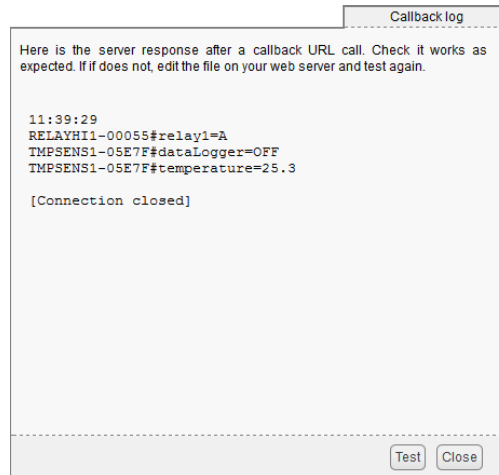 Callback log
Here is the server response after a callback URL call. Check it works as
expected. If if does not, edit the file on your web server and test again.
11:39:29
RELAYHI1-00055#relay1=A
TMPSENS1-05E7F#dataLogger=OFF
TMPSENS1-05E7F#temperature=25.3
[Connection closed]
Test Close